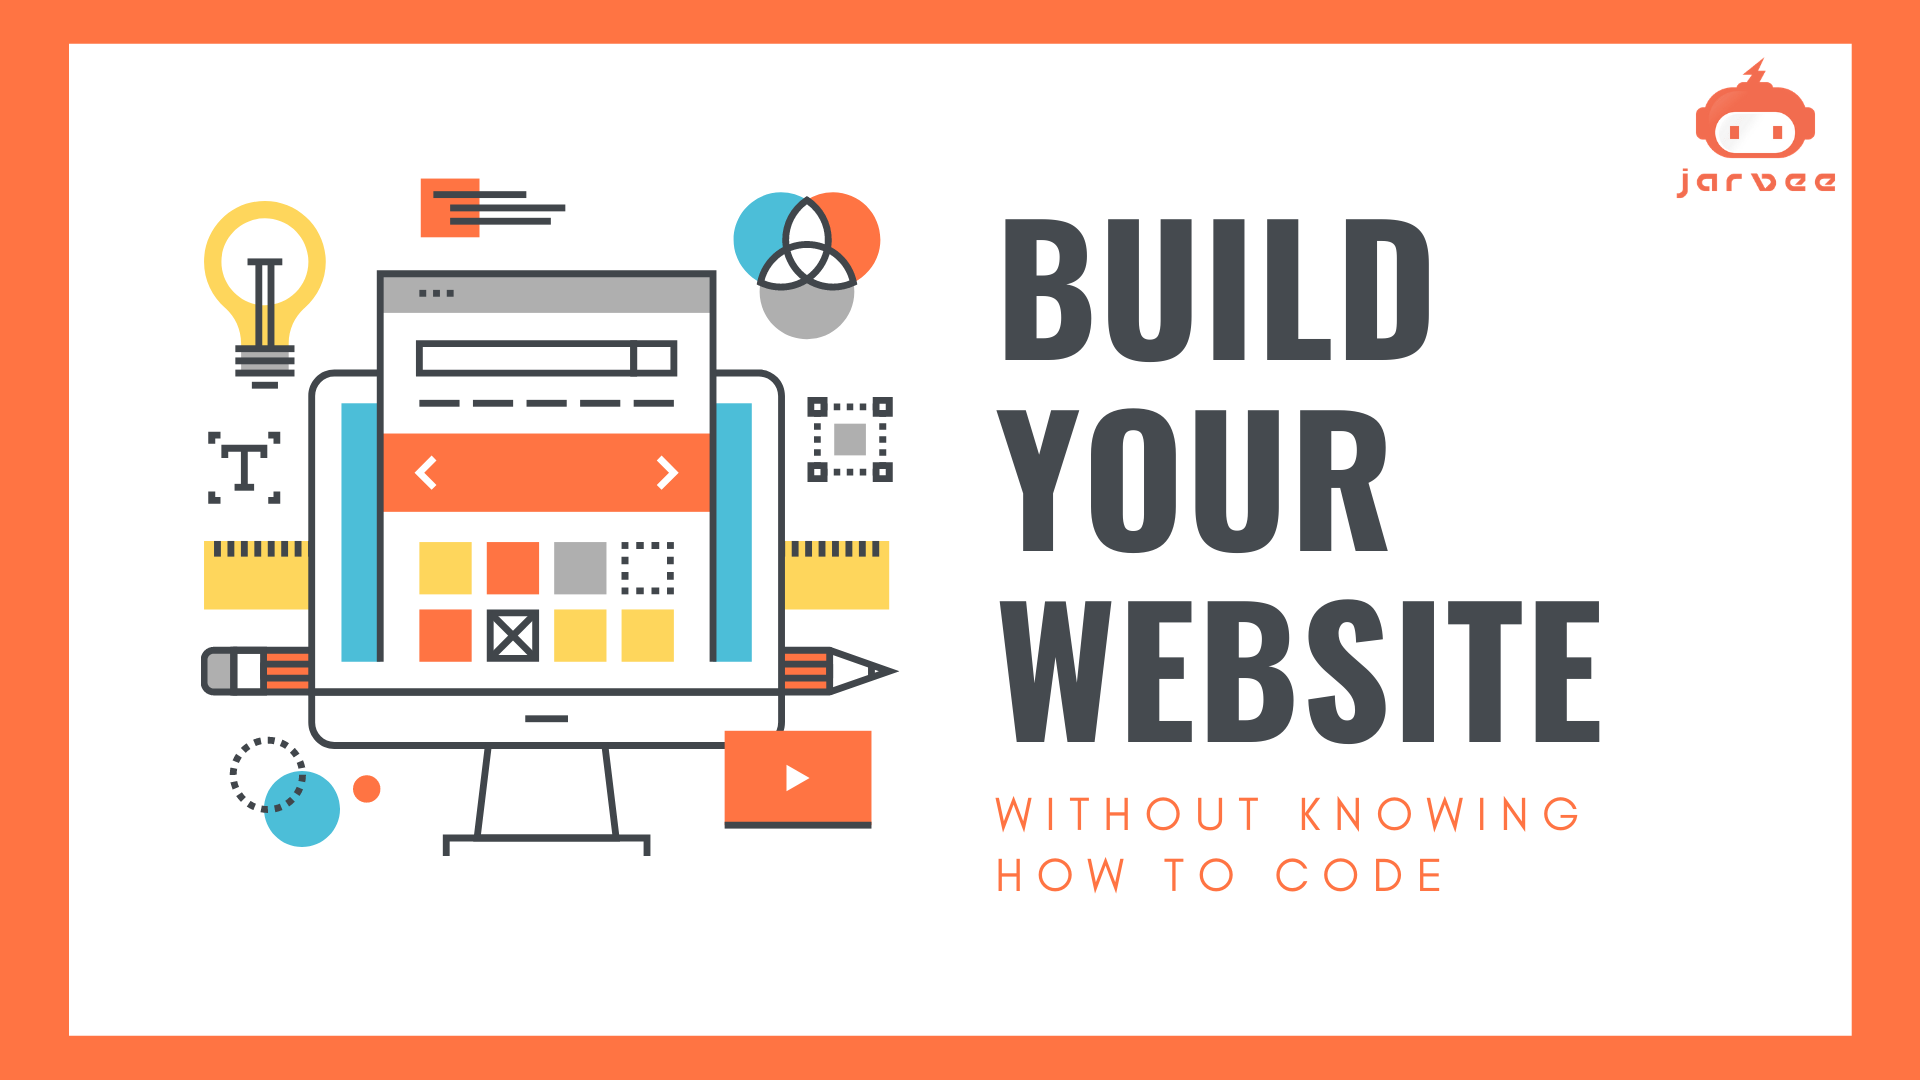 jarvee
BUILD
YOUR
WEBSITE
WITHOUT KNOWING
HOW TO CODE
T